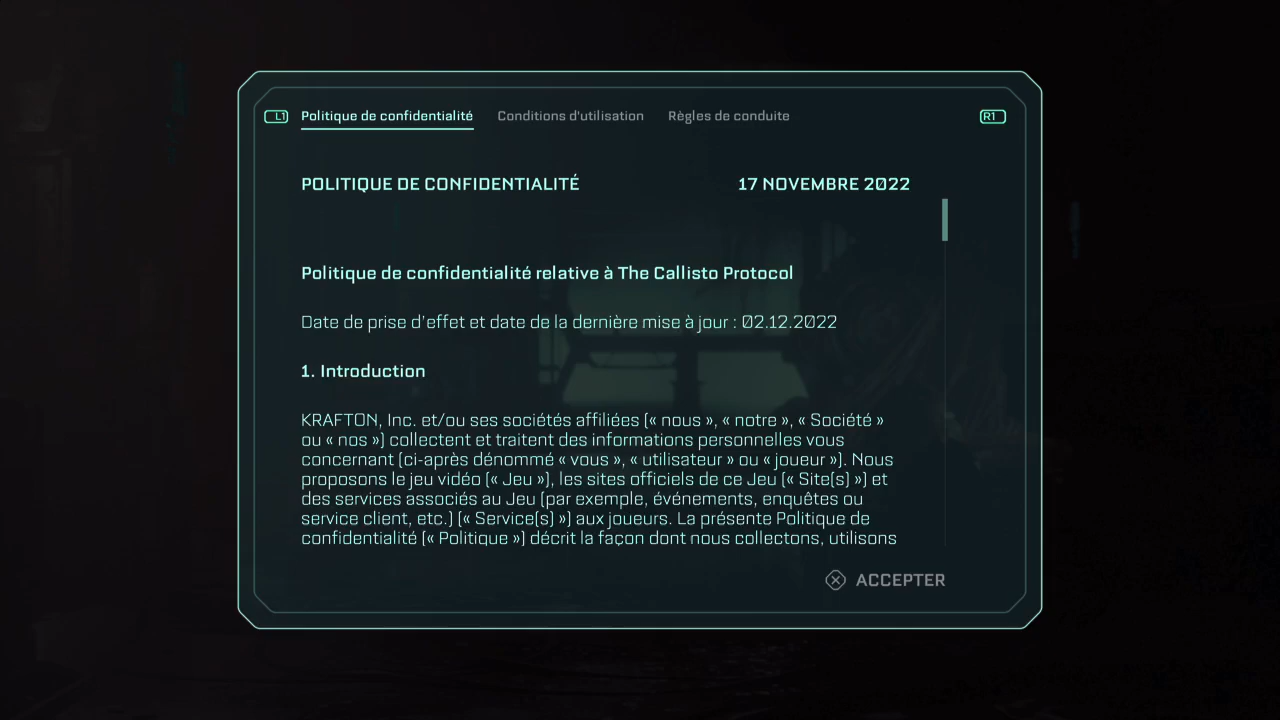 L1 Politique de confidentialité Conditions d'utilisation Règles de conduite R1
POLITIQUE DE CONFIDENTIALITÉ 17 NOVEMBRE 2022
Politique de confidentialité relative à The Callisto Protocol
Date de prise d'effet et date de la dernière mise à jour : 02.12.2022
1. Introduction
KRAFTON, Inc. et/ou ses sociétés affiliées (« nous », « notre », « Société »
ou « nos ») collectent et traitent des informations personnelles vous
concernant (ci-après dénommé « vous », « utilisateur » ou « joueur »). Nous
proposons le jeu vidéo (« Jeu »), les sites officiels de ce Jeu (« Site(s) ») et
des services associés au Jeu (par exemple, événements, enquêtes ou
service client, etc.) (« Service(s) ») aux joueurs. La présente Politique de
confidentialité (« Politique ») décrit la façon dont nous collectons, utilisons
ACCEPTER